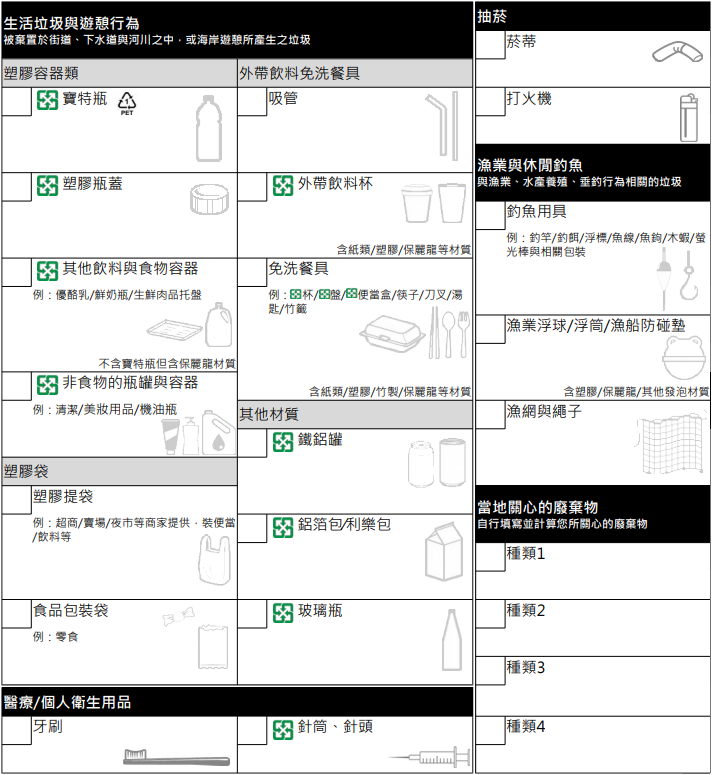 生活垃圾與遊憩行為
被棄置於街道、下水道與河川之中，或海岸遊憩所產生之垃圾
塑膠容器類
寶特瓶
1
PET
塑膠瓶蓋
其他飲料與食物容器
例：優酪乳/鮮奶瓶/生鮮肉品托盤
不含寶特瓶但含保麗龍材質
非食物的瓶罐與容器
例：清潔/美妝用品/機油瓶
塑膠袋
塑膠提袋
例：超商/賣場/夜市等商家提供，裝便當
/飲料等
食品包裝袋
例：零食
外帶飲料免洗餐具
吸管
外帶飲料杯
含紙類/塑膠/保麗龍等材質
免洗餐具
例：杯/盤/便當盒/筷子/刀叉/湯
匙/竹籤
含紙類/塑膠/竹製/保麗龍等材質
其他材質
鐵鋁罐
鋁箔包/利樂包
玻璃瓶
醫療/個人衛生用品
牙刷
針筒、針頭
抽菸
菸蒂
打火機
漁業與休閒釣魚
與漁業、水產養殖、垂釣行為相關的垃圾
釣魚用具
例：釣竿/釣餌/浮標/魚線/魚鉤/木蝦/螢
光棒與相關包裝
漁業浮球/浮筒/漁船防碰墊
含塑膠/保麗龍/其他發泡材質
漁網與繩子
當地關心的廢棄物
自行填寫並計算您所關心的廢棄物
種類1
種類2
種類3
種類4